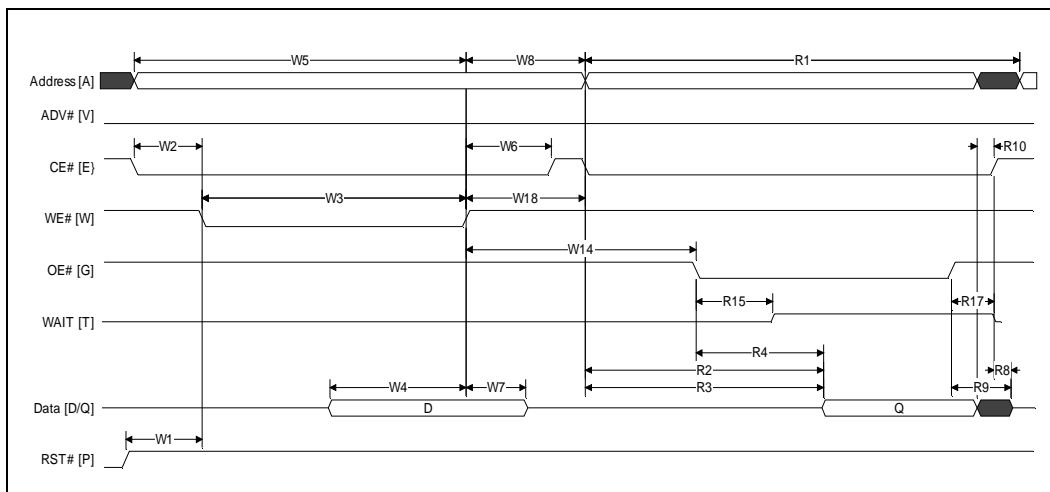 W5 W8 R1
Address [A]
ADV# [V]
W2 W6 R10
CE# [E}
W3 W18
WE# [W]
W14
OE# [G]
R15 R17
WAIT [T]
R4
R2 R8
W4 W7 R3 R9
Data [D/Q] D Q
W1
RST# [P]